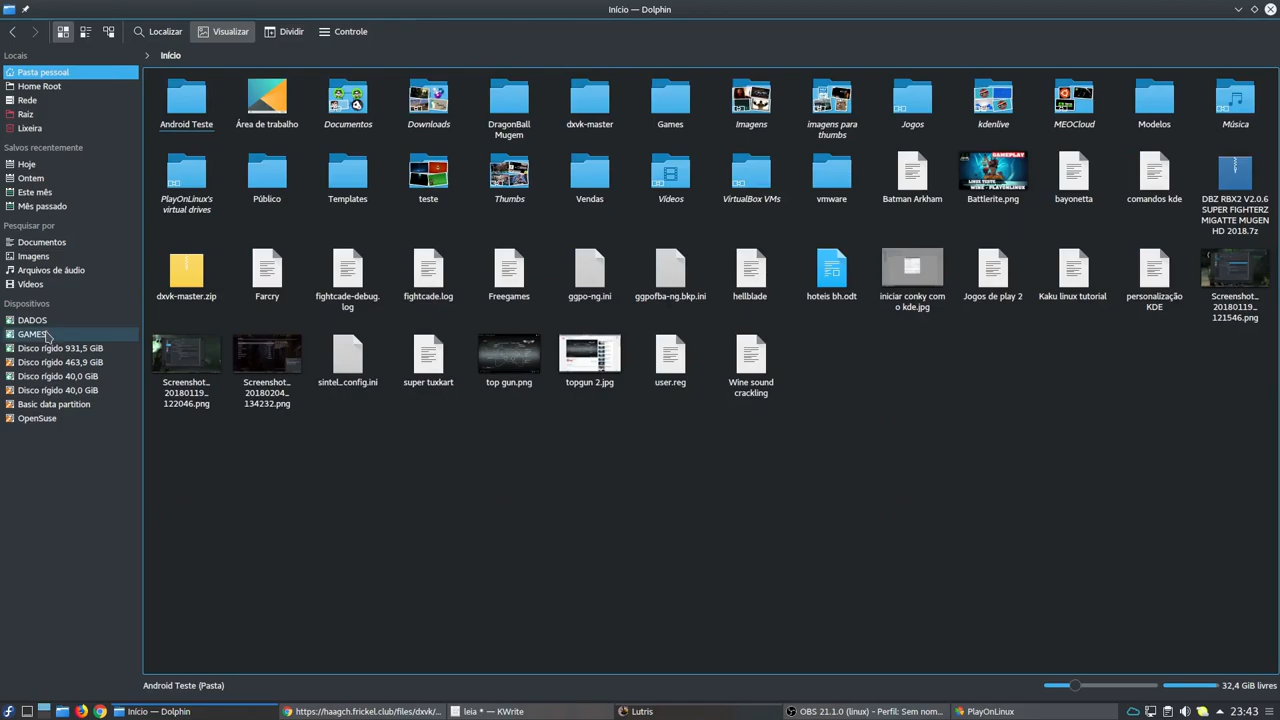 Início — Dolphin
Localizar
Visualizar
Dividir
Controle
Locais
Pasta pessoal
Home Root
Rede
Raiz
Lixeira
Salvos recentemente
Hoje
Ontem
Este mês
Mês passado
Pesquisar por
Documentos
Imagens
Arquivos de áudio
Vídeos
Dispositivos
DADOS
GAMES
Disco rígido 931,5 GiB
Disco rígido 463,9 GiB
Disco rígido 40,0 GiB
Disco rígido 40,0 GiB
Basic data partition
OpenSuse
Início
Android Teste
Área de trabalho
Documentos
Downloads
DragonBall
Mugem
dxvk-master
Games
Imagens
imagens para
thumbs
Jogos
kdenlive
MEOCloud
Modelos
Música
PlayOnLinux's
virtual drives
Público
Templates
teste
Thumbs
Vendas
Vídeos
VirtualBox VMs
vmware
Batman Arkham
Battlerite.png
bayonetta
comandos kde
DBZ RBX2 V2.0.6
SUPER FIGHTERZ
MIGATTE MUGEN
HD 2018.7z
dxvk-master.zip
Farcry
fightcade-debug.
log
fightcade.log
Freegames
ggpo-ng.ini
ggpofba-ng.bkp.ini
hellblade
hoteis bh.odt
iniciar conky com
o kde.jpg
Jogos de play 2
Kaku linux tutorial
personalização
KDE
Screenshot_
20180119_
121546.png
Screenshot_
20180119_
122046.png
Screenshot_
20180204_
134232.png
sintel_config.ini
super tuxkart
top gun.png
topgun 2.jpg
user.reg
Wine sound
crackling
Android Teste (Pasta)
32,4 GiB livres
Início — Dolphin
https://haagch.frickel.club/files/dxvk/...
leia * — KWrite
Lutris
OBS 21.1.0 (linux) - Perfil: Sem nom...
PlayOnLinux
23:43